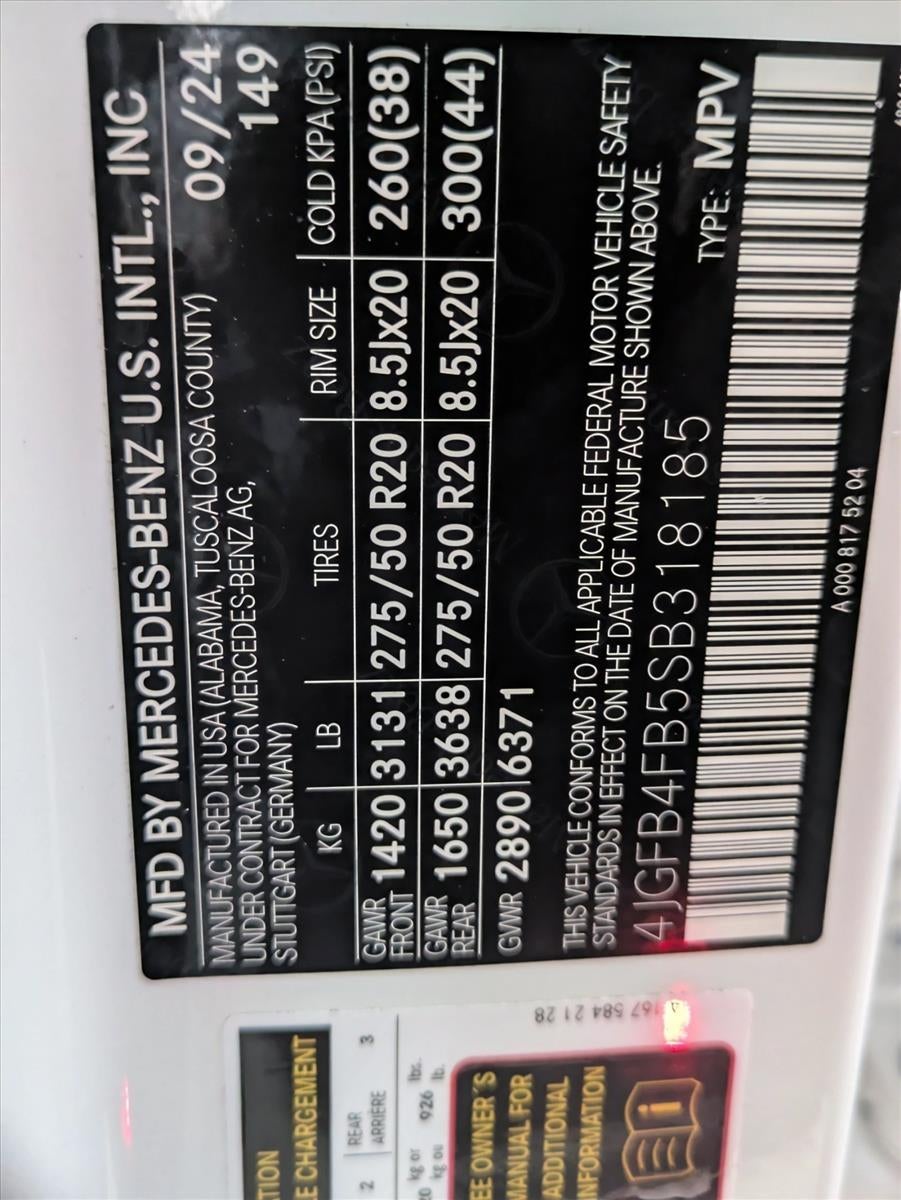 MFD BY MERCEDES-BENZ U.S. INTL., INC
MANUFACTURED IN USA (ALABAMA, TUSCALOOSA COUNTY) 09/24
UNDER CONTRACT FOR MERCEDES-BENZ AG, 149
STUTTGART (GERMANY)
KG LB TIRES RIM SIZE COLD KPA (PSI)
GAWR FRONT 1420 3131 275/50 R20 8.5Jx20 260(38)
GAWR REAR 1650 3638 275/50 R20 8.5Jx20 300(44)
GVWR 2890 6371
THIS VEHICLE CONFORMS TO ALL APPLICABLE FEDERAL MOTOR VEHICLE SAFETY
STANDARDS IN EFFECT ON THE DATE OF MANUFACTURE SHOWN ABOVE.
4JGFB4FB5SB318185 TYPE: MPV
A 000 817 52 04
E CHARGEMENT
2 REAR 3
ARRIÈRE
kg or 926 lbs.
kg ou lb.
OWNER´S
MANUAL FOR
ADDITIONAL
167 584 21 28